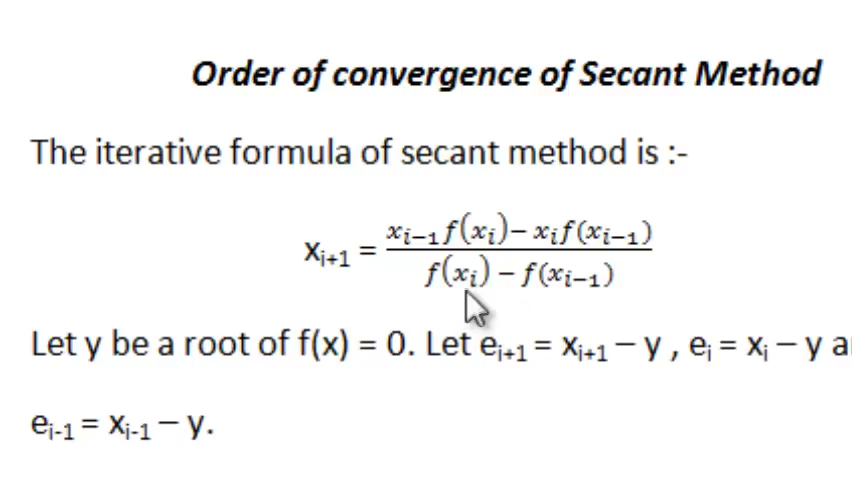 Order of convergence of Secant Method
The iterative formula of secant method is :-
xᵢ₊₁ = (xᵢ₋₁f(xᵢ) − xᵢf(xᵢ₋₁)) / (f(xᵢ) − f(xᵢ₋₁))
Let y be a root of f(x) = 0. Let eᵢ₊₁ = xᵢ₊₁ − y , eᵢ = xᵢ − y
eᵢ₋₁ = xᵢ₋₁ − y.